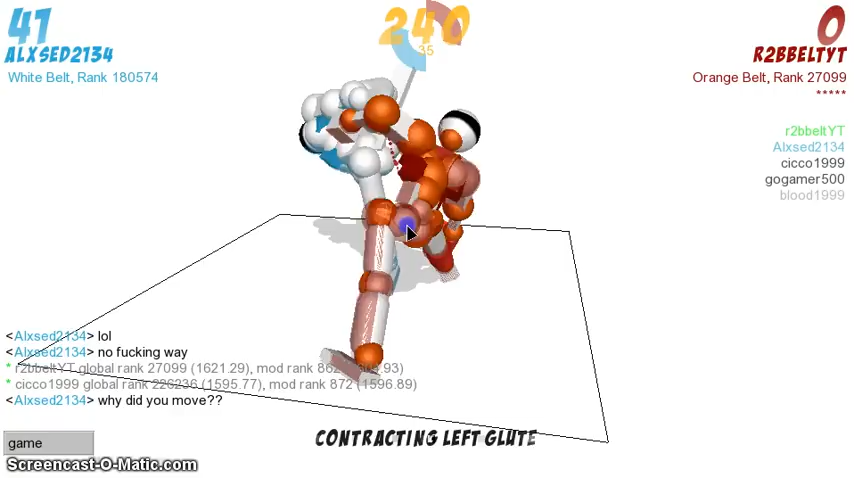 41
240
0
35
ALXSED2134
R2BBELTYT
White Belt, Rank 180574
Orange Belt, Rank 27099
*****
r2bbeltYT
Alxsed2134
cicco1999
gogamer500
blood1999
<Alxsed2134> lol
<Alxsed2134> no fucking way
* r2bbeltYT global rank 27099 (1621.29), mod rank 862
* cicco1999 global rank 226236 (1595.77), mod rank 872 (1596.89)
<Alxsed2134> why did you move??
CONTRACTING LEFT GLUTE
game
Screencast-O-Matic.com